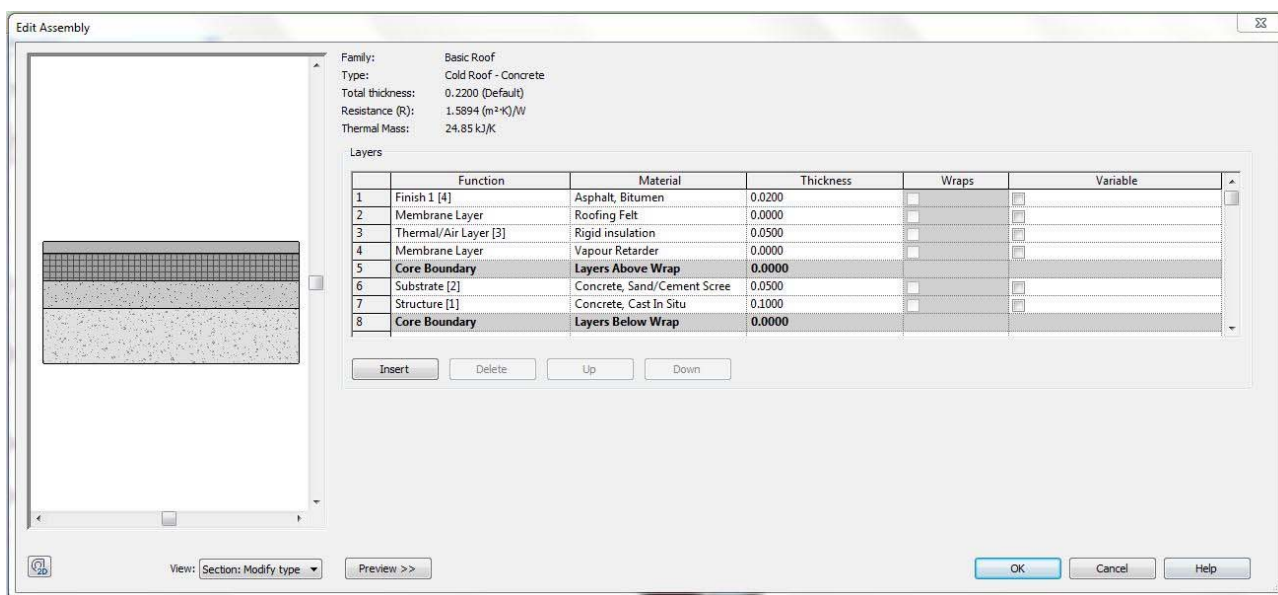 Edit Assembly
Family: Basic Roof
Type: Cold Roof - Concrete
Total thickness: 0.2200 (Default)
Resistance (R): 1.5894 (m²·K)/W
Thermal Mass: 24.85 kJ/K
Layers
Function Material Thickness Wraps Variable
1 Finish 1 [4] Asphalt, Bitumen 0.0200
2 Membrane Layer Roofing Felt 0.0000
3 Thermal/Air Layer [3] Rigid insulation 0.0500
4 Membrane Layer Vapour Retarder 0.0000
5 Core Boundary Layers Above Wrap 0.0000
6 Substrate [2] Concrete, Sand/Cement Scree 0.0500
7 Structure [1] Concrete, Cast In Situ 0.1000
8 Core Boundary Layers Below Wrap 0.0000
Insert Delete Up Down
2D View: Section: Modify type Preview >> OK Cancel Help